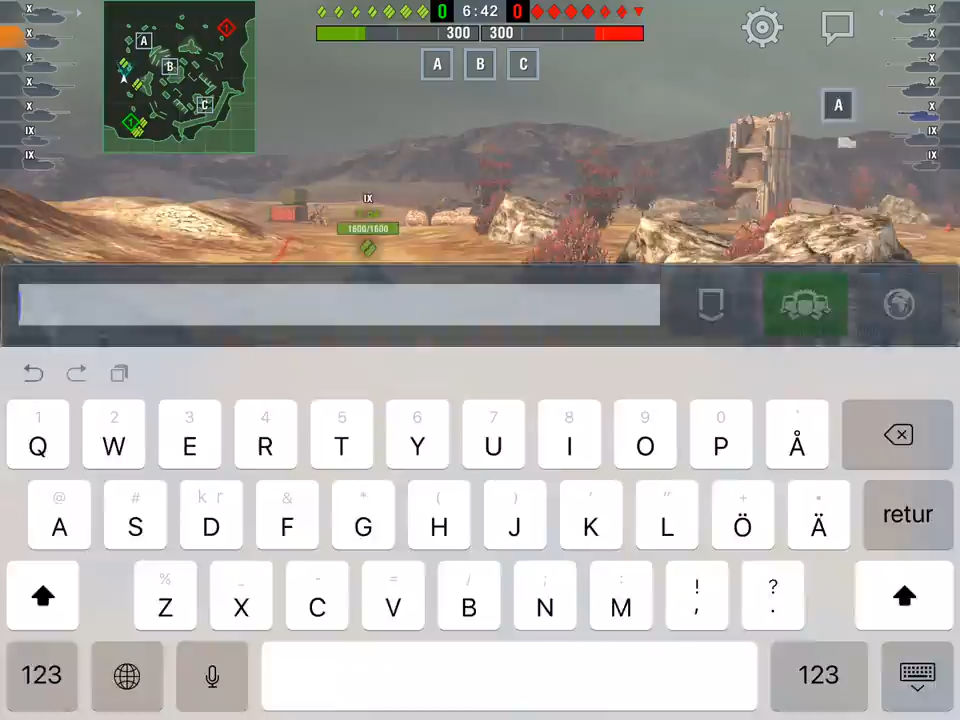 0 6:42 0
300 300
A B C
A
B
C
1
1
A
X
X
X
X
X
IX
IX
X
X
X
X
X
IX
IX
IX
1600/1600
1 2 3 4 5 6 7 8 9 0 `
Q W E R T Y U I O P Å
@ # k r & * ( ) ' " + •
A S D F G H J K L Ö Ä retur
% _ - = / ; : ! ?
Z X C V B N M , .
123 123